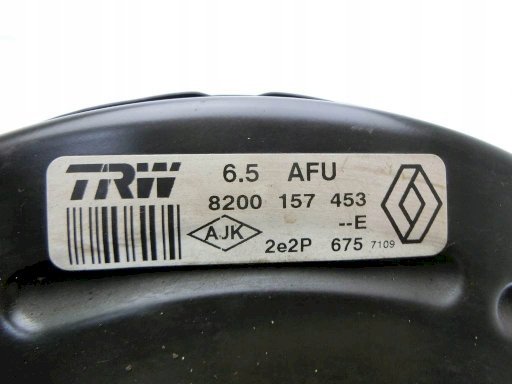 TRW 6.5 AFU
8200 157 453
--E
AJK 2e2P 675 7109